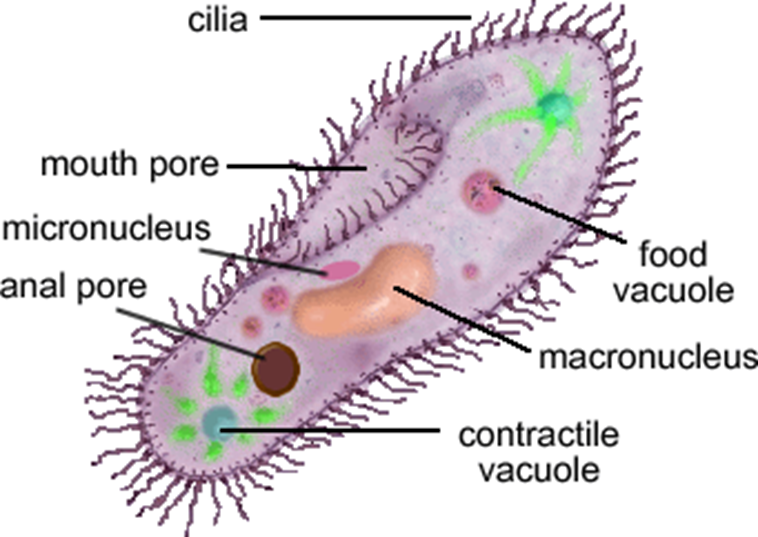 cilia
mouth pore
micronucleus
anal pore
food
vacuole
macronucleus
contractile
vacuole